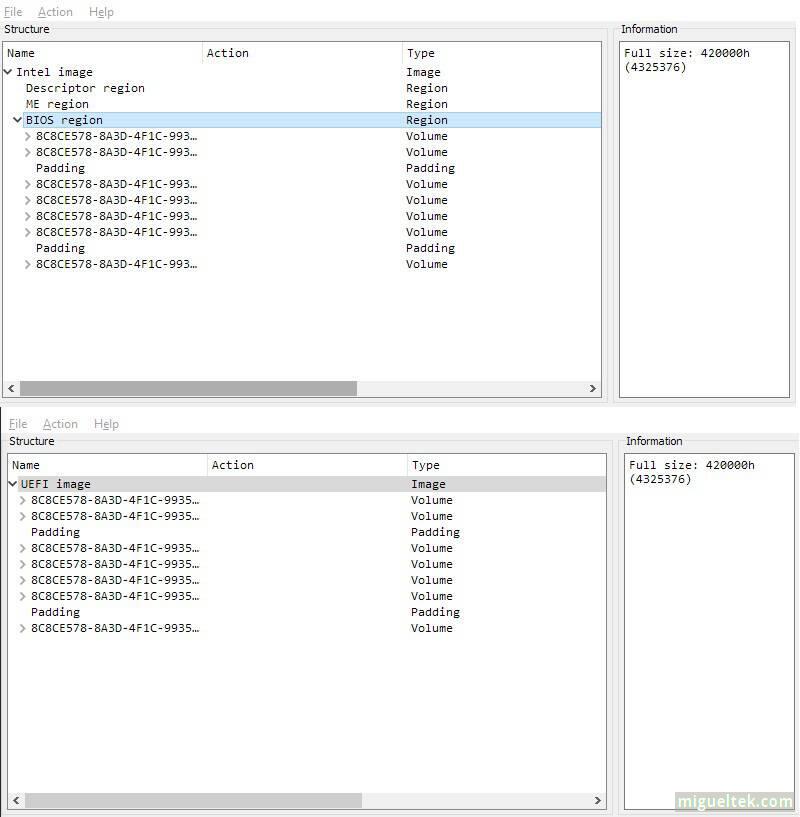 File Action Help
Structure
Information
Name Action Type
Full size: 420000h
(4325376)
Intel image Image
Descriptor region Region
ME region Region
BIOS region Region
8C8CE578-8A3D-4F1C-993… Volume
8C8CE578-8A3D-4F1C-993… Volume
Padding Padding
8C8CE578-8A3D-4F1C-993… Volume
8C8CE578-8A3D-4F1C-993… Volume
8C8CE578-8A3D-4F1C-993… Volume
8C8CE578-8A3D-4F1C-993… Volume
Padding Padding
8C8CE578-8A3D-4F1C-993… Volume
File Action Help
Structure
Information
Name Action Type
Full size: 420000h
(4325376)
UEFI image Image
8C8CE578-8A3D-4F1C-9935… Volume
8C8CE578-8A3D-4F1C-9935… Volume
Padding Padding
8C8CE578-8A3D-4F1C-9935… Volume
8C8CE578-8A3D-4F1C-9935… Volume
8C8CE578-8A3D-4F1C-9935… Volume
8C8CE578-8A3D-4F1C-9935… Volume
Padding Padding
8C8CE578-8A3D-4F1C-9935… Volume
migueltek.com